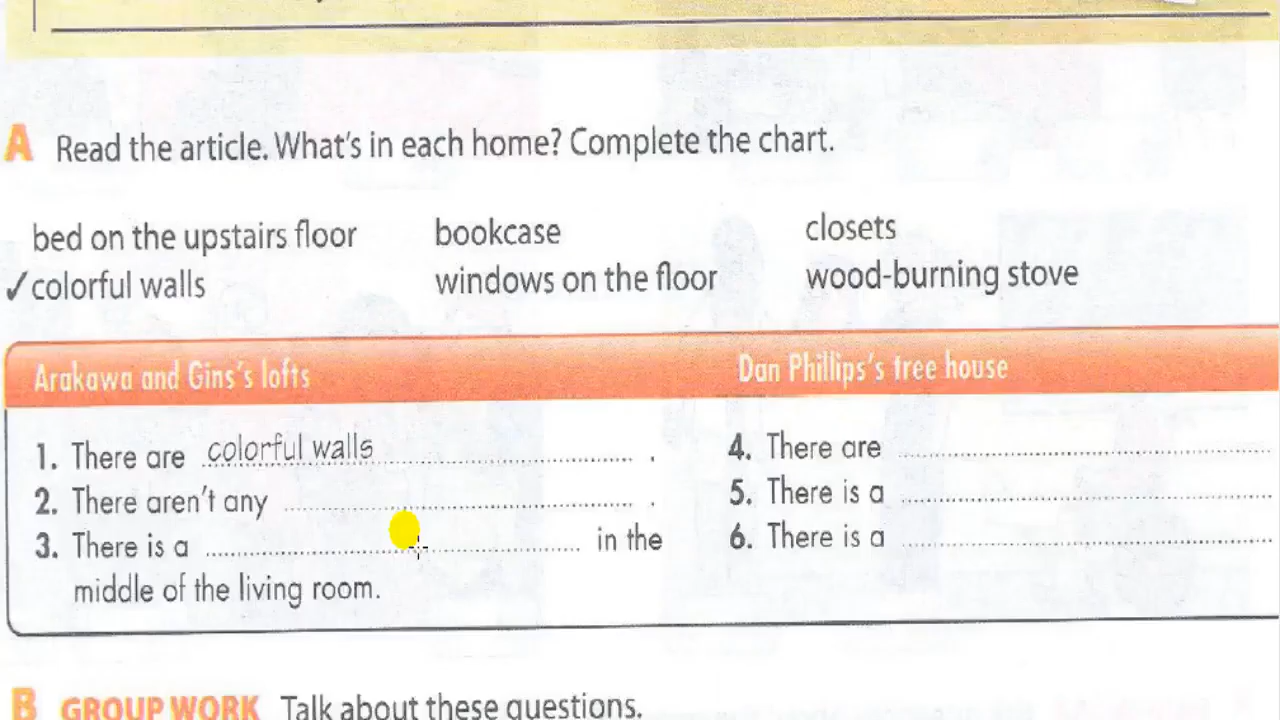 A Read the article. What's in each home? Complete the chart.
bed on the upstairs floor bookcase closets
✓ colorful walls windows on the floor wood-burning stove
Arakawa and Gins's lofts Dan Phillips's tree house
1. There are colorful walls . 4. There are
2. There aren't any . 5. There is a
3. There is a in the 6. There is a
middle of the living room.
B GROUP WORK Talk about these questions.